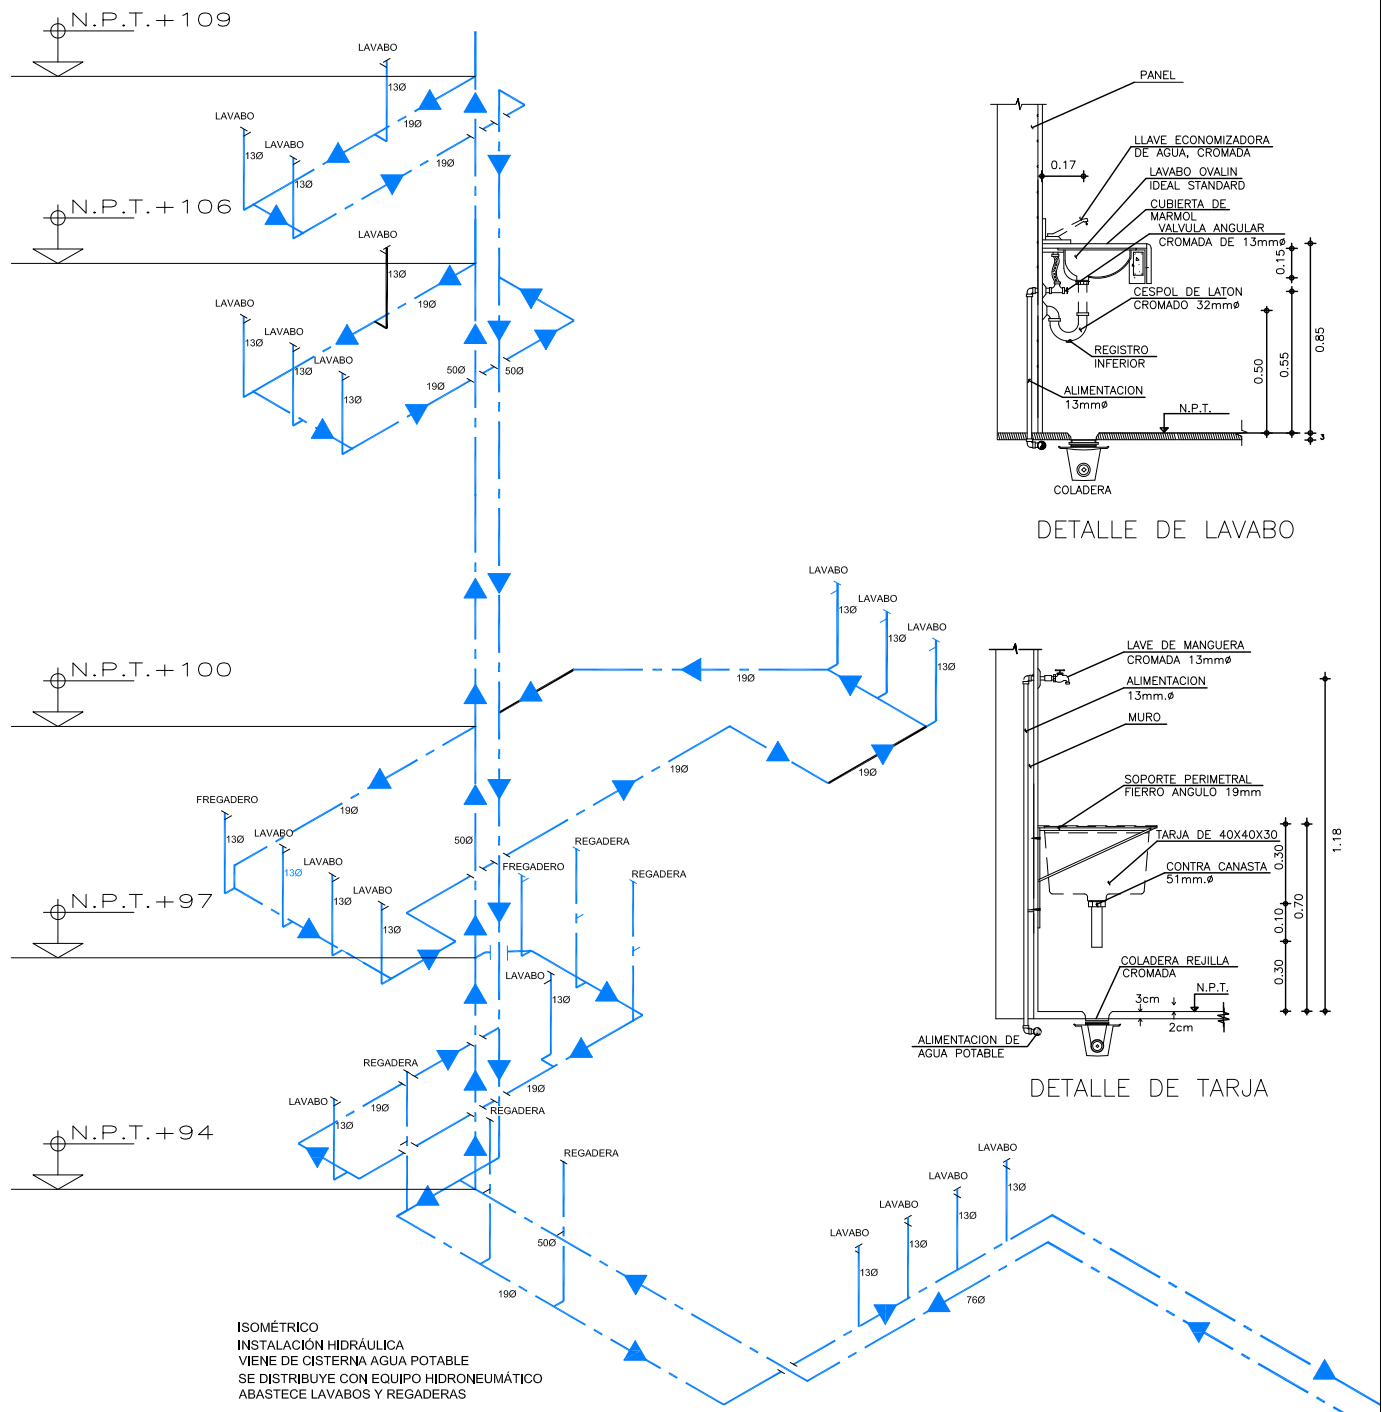 N.P.T.+109
LAVABO
13Ø
19Ø
LAVABO
13Ø
LAVABO
13Ø
19Ø
N.P.T.+106
LAVABO
13Ø
19Ø
LAVABO
13Ø
LAVABO
13Ø
LAVABO
13Ø
19Ø
50Ø
50Ø
N.P.T.+100
LAVABO
13Ø
LAVABO
13Ø
LAVABO
13Ø
19Ø
19Ø
19Ø
19Ø
FREGADERO
13Ø
LAVABO
13Ø
LAVABO
13Ø
LAVABO
13Ø
50Ø
N.P.T.+97
FREGADERO
13Ø
REGADERA
REGADERA
LAVABO
13Ø
19Ø
REGADERA
LAVABO
13Ø
19Ø
REGADERA
N.P.T.+94
REGADERA
50Ø
19Ø
LAVABO
13Ø
LAVABO
13Ø
LAVABO
13Ø
LAVABO
13Ø
76Ø
ISOMÉTRICO
INSTALACIÓN HIDRÁULICA
VIENE DE CISTERNA AGUA POTABLE
SE DISTRIBUYE CON EQUIPO HIDRONEUMÁTICO
ABASTECE LAVABOS Y REGADERAS
PANEL
LLAVE ECONOMIZADORA
DE AGUA, CROMADA
0.17
LAVABO OVALIN
IDEAL STANDARD
CUBIERTA DE
MARMOL
VALVULA ANGULAR
CROMADA DE 13mmø
0.15
CESPOL DE LATON
CROMADO 32mmø
REGISTRO
INFERIOR
0.50
0.55
0.85
ALIMENTACION
13mmø
N.P.T.
3
COLADERA
DETALLE DE LAVABO
LAVE DE MANGUERA
CROMADA 13mmø
ALIMENTACION
13mm.ø
MURO
SOPORTE PERIMETRAL
FIERRO ANGULO 19mm
TARJA DE 40X40X30
0.30
CONTRA CANASTA
51mm.ø
0.10
0.70
1.18
0.30
COLADERA REJILLA
CROMADA
3cm
N.P.T.
2cm
ALIMENTACION DE
AGUA POTABLE
DETALLE DE TARJA